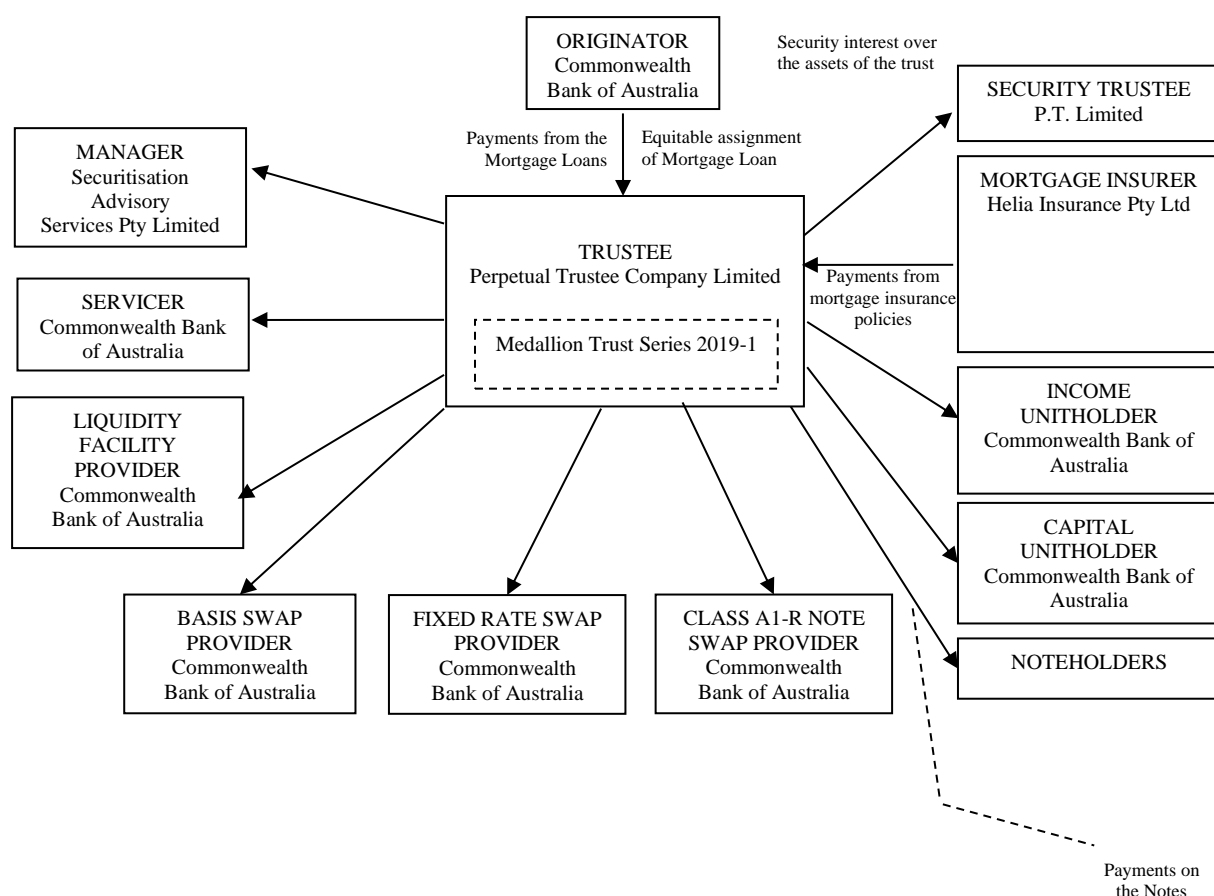 ORIGINATOR
Commonwealth
Bank of Australia
Security interest over
the assets of the trust
SECURITY TRUSTEE
P.T. Limited
MANAGER
Securitisation
Advisory
Services Pty Limited
Payments from the
Mortgage Loans
Equitable assignment
of Mortgage Loan
MORTGAGE INSURER
Helia Insurance Pty Ltd
TRUSTEE
Perpetual Trustee Company Limited
Medallion Trust Series 2019-1
Payments from
mortgage insurance
policies
SERVICER
Commonwealth Bank
of Australia
INCOME
UNITHOLDER
Commonwealth Bank of
Australia
LIQUIDITY
FACILITY
PROVIDER
Commonwealth
Bank of Australia
CAPITAL
UNITHOLDER
Commonwealth Bank of
Australia
BASIS SWAP
PROVIDER
Commonwealth
Bank of Australia
FIXED RATE SWAP
PROVIDER
Commonwealth
Bank of Australia
CLASS A1-R NOTE
SWAP PROVIDER
Commonwealth
Bank of Australia
NOTEHOLDERS
Payments on
the Notes